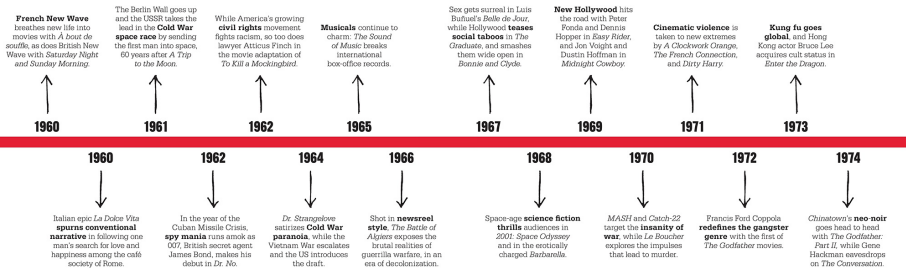 French New Wave
breathes new life into
movies with À bout de
souffle, as does British New
Wave with Saturday Night
and Sunday Morning.
1960
The Berlin Wall goes up
and the USSR takes the
lead in the Cold War
space race by sending
the first man into space,
60 years after A Trip
to the Moon.
1961
While America's growing
civil rights movement
fights racism, so too does
lawyer Atticus Finch in
the movie adaptation of
To Kill a Mockingbird.
1962
Musicals continue to
charm: The Sound
of Music breaks
international
box-office records.
1965
Sex gets surreal in Luis
Buñuel's Belle de Jour,
while Hollywood teases
social taboos in The
Graduate, and smashes
them wide open in
Bonnie and Clyde.
1967
New Hollywood hits
the road with Peter
Fonda and Dennis
Hopper in Easy Rider,
and Jon Voight and
Dustin Hoffman in
Midnight Cowboy.
1969
Cinematic violence is
taken to new extremes
by A Clockwork Orange,
The French Connection,
and Dirty Harry.
1971
Kung fu goes
global, and Hong
Kong actor Bruce Lee
acquires cult status in
Enter the Dragon.
1973
1960
Italian epic La Dolce Vita
spurns conventional
narrative in following one
man's search for love and
happiness among the café
society of Rome.
1962
In the year of the
Cuban Missile Crisis,
spy mania runs amok as
007, British secret agent
James Bond, makes his
debut in Dr. No.
1964
Dr. Strangelove
satirizes Cold War
paranoia, while the
Vietnam War escalates
and the US introduces
the draft.
1966
Shot in newsreel
style, The Battle of
Algiers exposes the
brutal realities of
guerrilla warfare, in an
era of decolonization.
1968
Space-age science fiction
thrills audiences in
2001: Space Odyssey
and in the erotically
charged Barbarella.
1970
MASH and Catch-22
target the insanity of
war, while Le Boucher
explores the impulses
that lead to murder.
1972
Francis Ford Coppola
redefines the gangster
genre with the first of
The Godfather movies.
1974
Chinatown's neo-noir
goes head to head
with The Godfather:
Part II, while Gene
Hackman eavesdrops
on The Conversation.